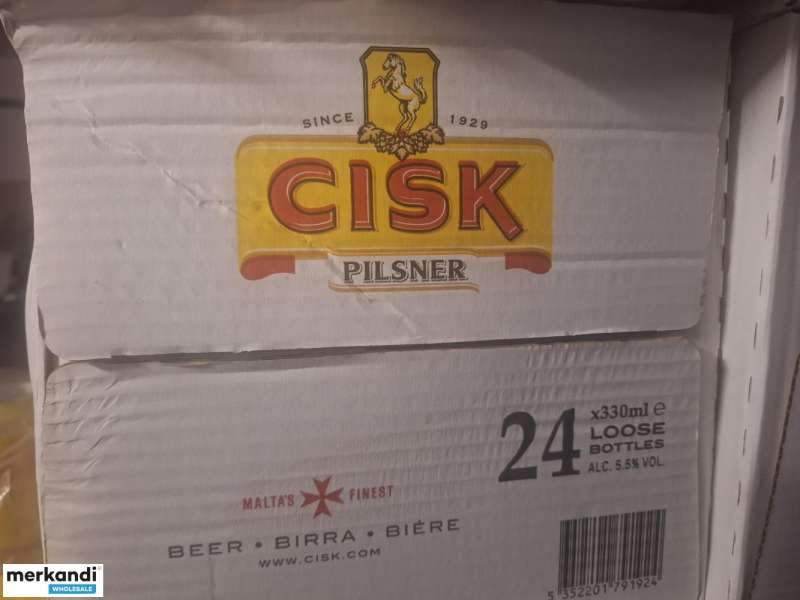 SINCE 1929
CISK
PILSNER
24 x330ml e
LOOSE
BOTTLES
ALC. 5.5% VOL.
MALTA'S FINEST
BEER • BIRRA • BIÈRE
WWW.CISK.COM
5 352201 791924
merkandi
WHOLESALE